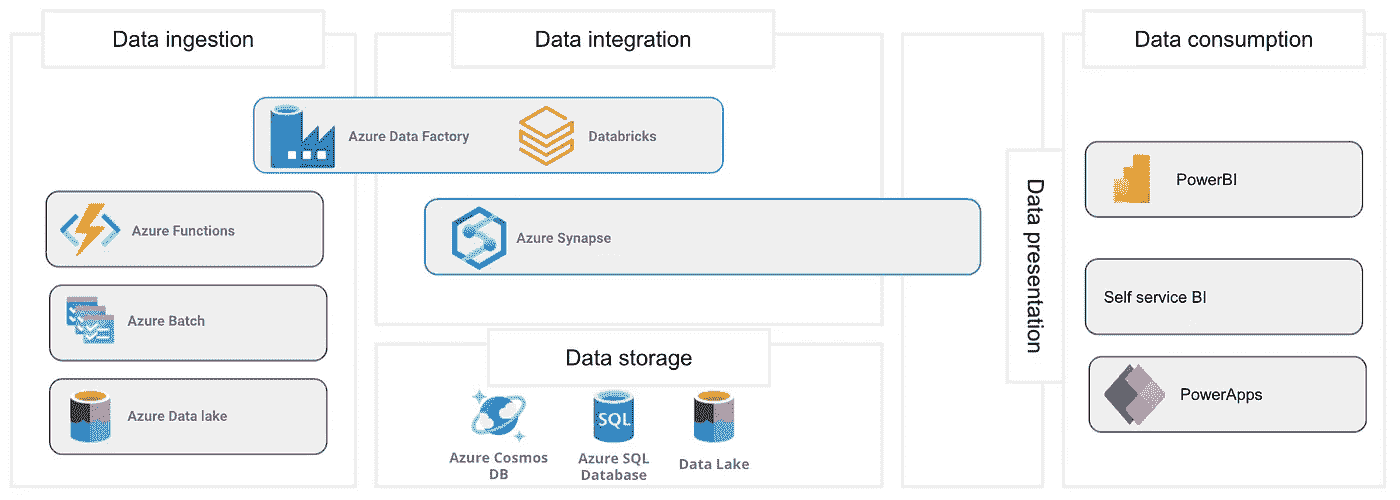 Data ingestion
Data integration
Data consumption
Azure Data Factory
Databricks
Azure Functions
Azure Synapse
Azure Batch
Azure Data lake
Data storage
SQL
Azure Cosmos
DB
Azure SQL
Database
Data Lake
Data presentation
PowerBI
Self service BI
PowerApps